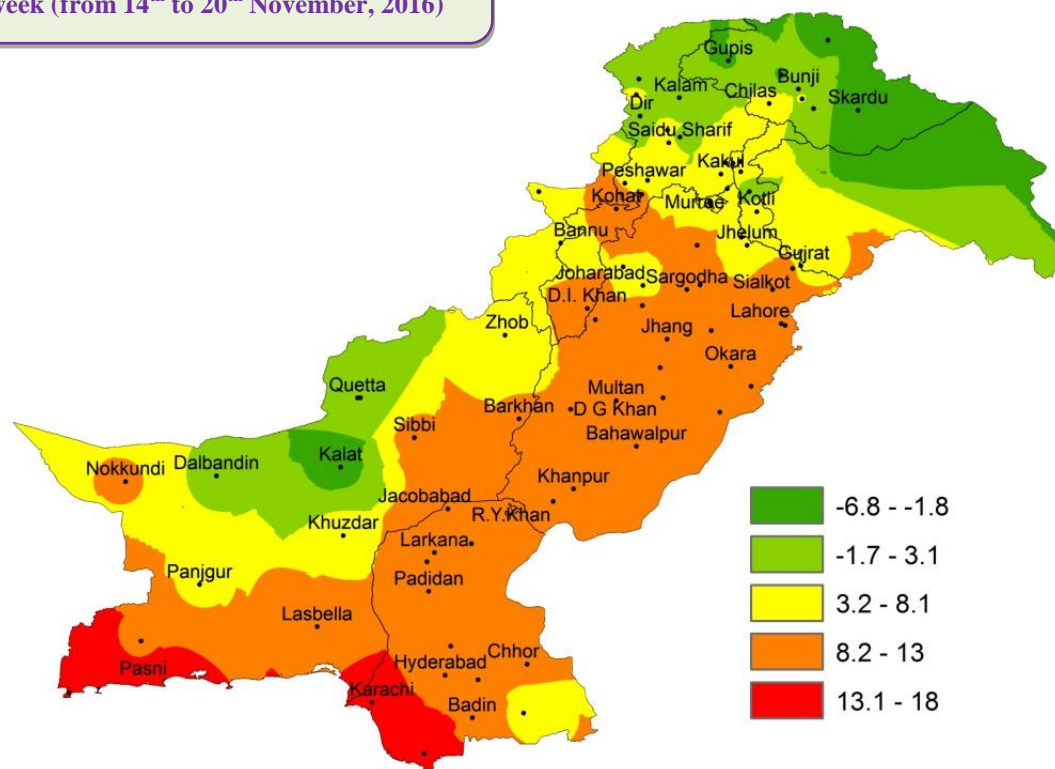 week (from 14th to 20th November, 2016)
Gupis
Bunji
Kalam
Chilas
Skardu
Dir
Saidu Sharif
Kakul
Peshawar
Kohat
Murree
Kotli
Bannu
Jhelum
Gujrat
Joharabad
Sargodha
Sialkot
D.I. Khan
Lahore
Zhob
Jhang
Okara
Quetta
Multan
Barkhan
D G Khan
Sibbi
Bahawalpur
Kalat
Dalbandin
Nokkundi
Khanpur
Jacobabad
R.Y.Khan
Khuzdar
Larkana
Panjgur
Padidan
Lasbella
Chhor
Hyderabad
Pasni
Karachi
Badin
-6.8 - -1.8
-1.7 - 3.1
3.2 - 8.1
8.2 - 13
13.1 - 18